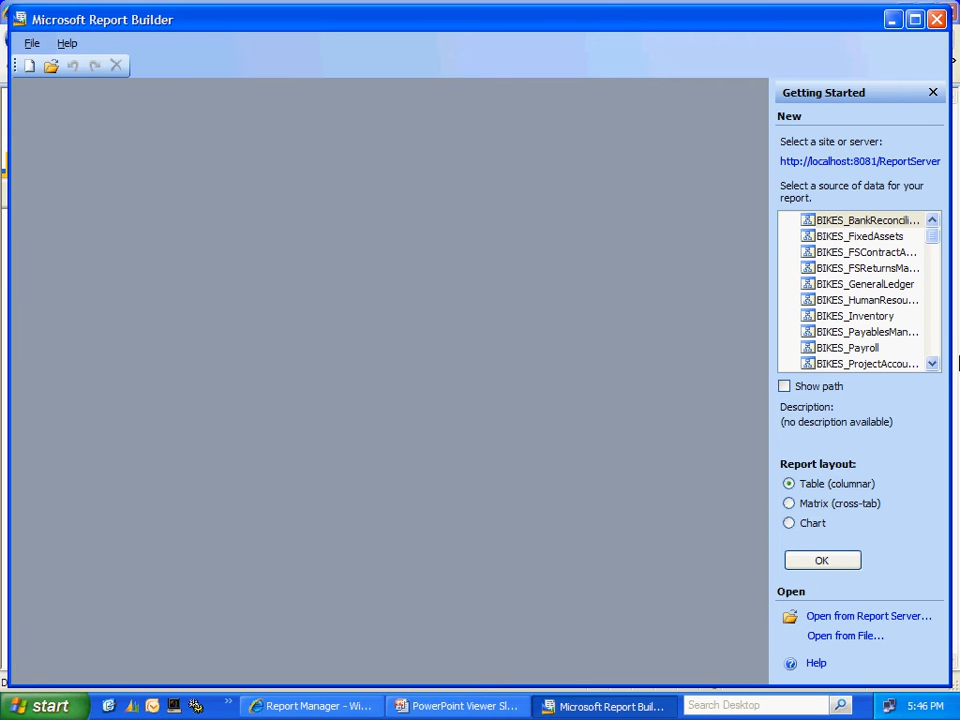 Microsoft Report Builder
File Help
Getting Started
New
Select a site or server:
http://localhost:8081/ReportServer
Select a source of data for your
report.
BIKES_BankReconcili...
BIKES_FixedAssets
BIKES_FSContractA...
BIKES_FSReturnsMa...
BIKES_GeneralLedger
BIKES_HumanResou...
BIKES_Inventory
BIKES_PayablesMan...
BIKES_Payroll
BIKES_ProjectAccou...
Show path
Description:
(no description available)
Report layout:
Table (columnar)
Matrix (cross-tab)
Chart
OK
Open
Open from Report Server...
Open from File...
Help
start
Report Manager - Wi...
PowerPoint Viewer Sl...
Microsoft Report Buil...
Search Desktop
5:46 PM